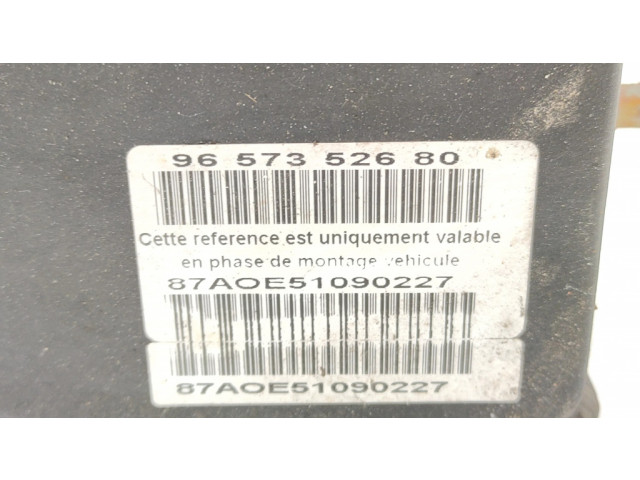 96 573 526 80
Cette reference est uniquement valable
en phase de montage vehicule
87AOE51090227
87AOE51090227